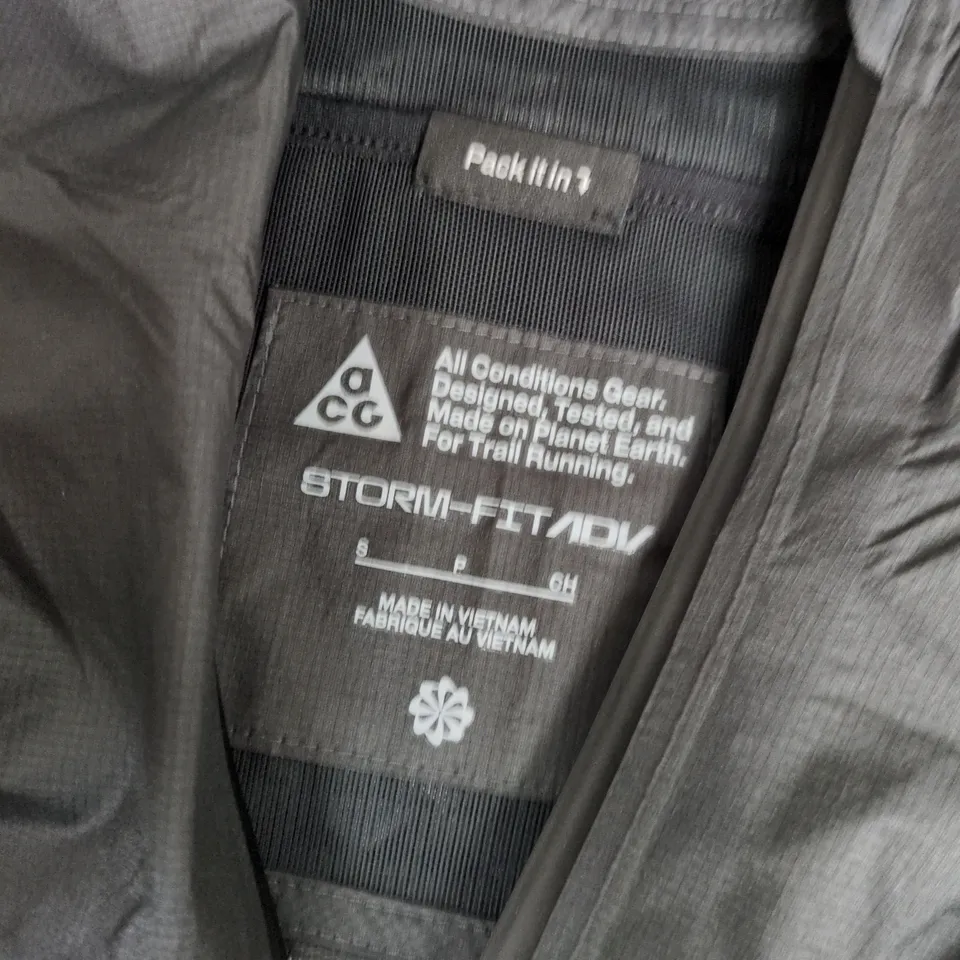 Pack it in
acg
All Conditions Gear.
Designed, Tested, and
Made on Planet Earth.
For Trail Running.
STORM-FIT ADV
S P CH
MADE IN VIETNAM
FABRIQUE AU VIETNAM